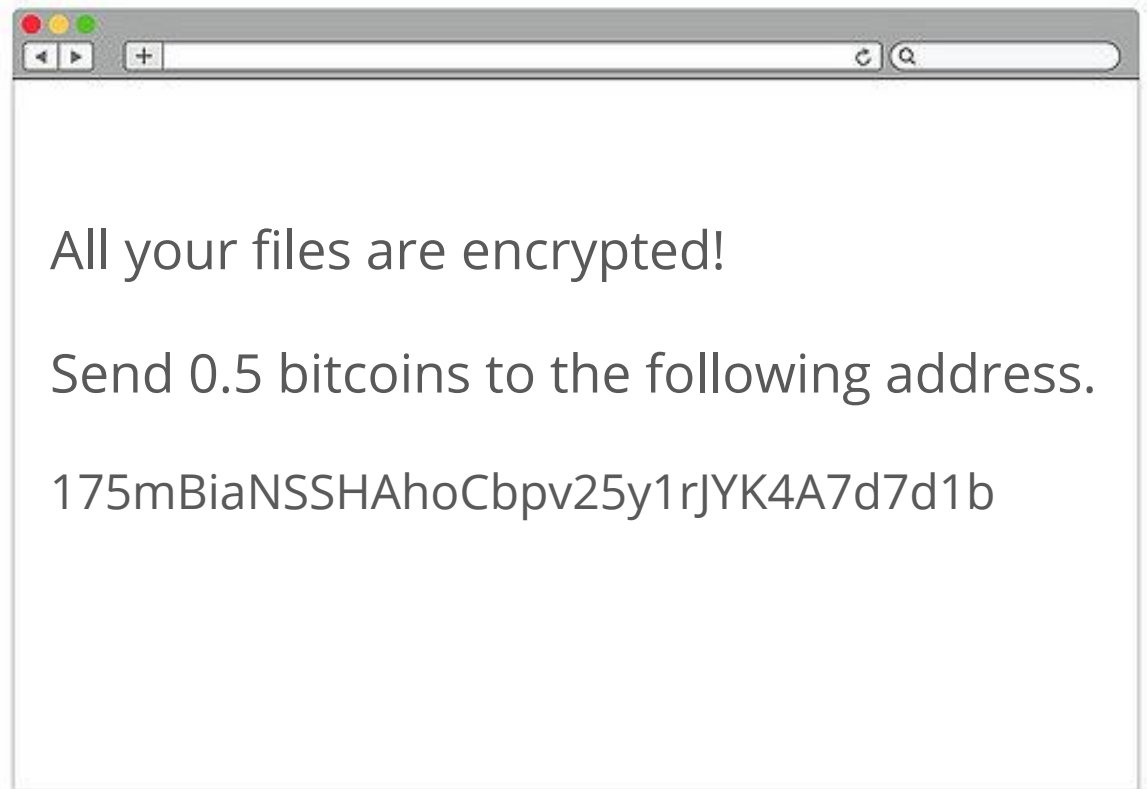 All your files are encrypted!
Send 0.5 bitcoins to the following address.
175mBiaNSSHAhoCbpv25y1rJYK4A7d7d1b